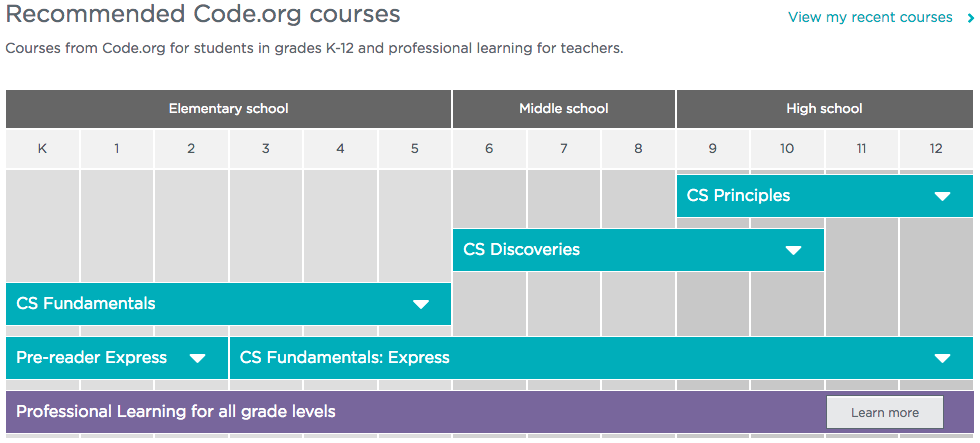 Recommended Code.org courses
View my recent courses
Courses from Code.org for students in grades K-12 and professional learning for teachers.
Elementary school Middle school High school
K 1 2 3 4 5 6 7 8 9 10 11 12
CS Principles
CS Discoveries
CS Fundamentals
Pre-reader Express CS Fundamentals: Express
Professional Learning for all grade levels Learn more